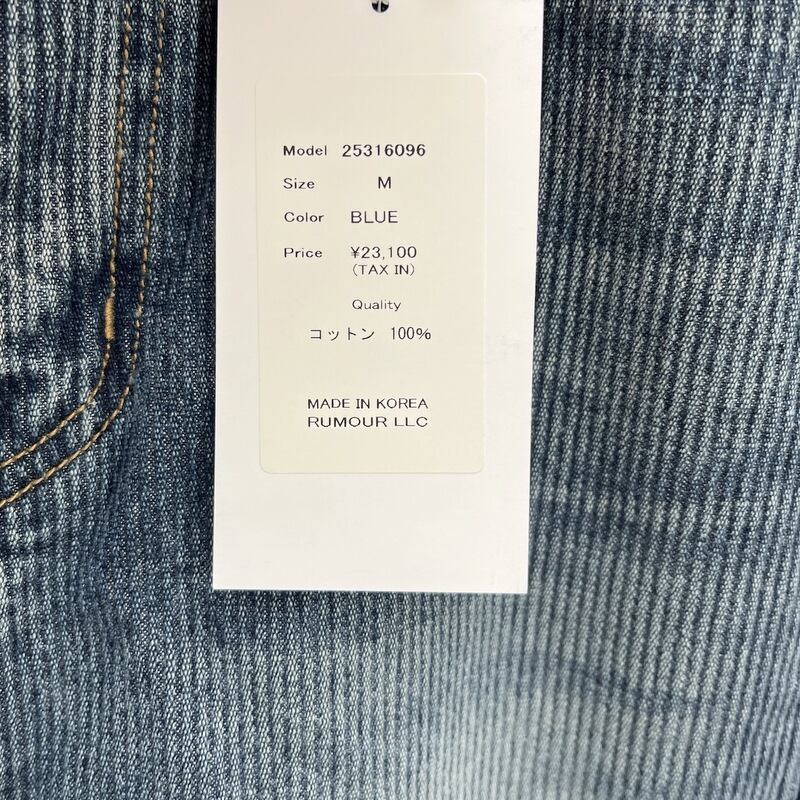 Model 25316096
Size M
Color BLUE
Price ¥23,100
(TAX IN)
Quality
コットン 100%
MADE IN KOREA
RUMOUR LLC